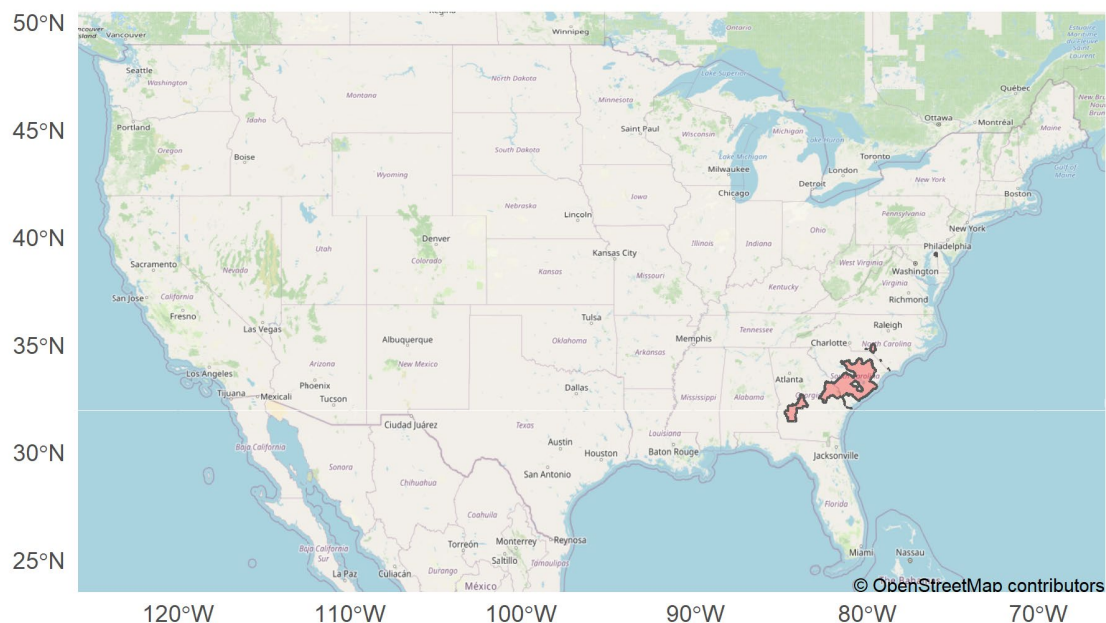 50°N
45°N
40°N
35°N
30°N
25°N
Vancouver
Winnipeg
Ontario
Seattle
Washington
Montana
North Dakota
Minnesota
Lake Superior
Québec
Ottawa
Montréal
Maine
Portland
Oregon
Idaho
Boise
Saint Paul
Wisconsin
Michigan
Lake Huron
Toronto
South Dakota
Wyoming
Lake Michigan
Milwaukee
London
Detroit
Chicago
New York
Gulf of
Maine
Boston
Nebraska
Iowa
Lincoln
Pennsylvania
New York
Ohio
Illinois
Indiana
Philadelphia
Denver
Colorado
Utah
Nevada
Sacramento
California
San Jose
Kansas City
Kansas
Missouri
West Virginia
Washington
Virginia
Kentucky
Richmond
Fresno
Las Vegas
Tulsa
Tennessee
Raleigh
North Carolina
Albuquerque
Memphis
Charlotte
Oklahoma
Arkansas
Arizona
New Mexico
Los Angeles
Phoenix
Tucson
Tijuana
Mexicali
Dallas
Atlanta
Mississippi
Alabama
Ciudad Juárez
Texas
Louisiana
Austin
Houston
Baton Rouge
Jacksonville
San Antonio
Baja California
Sonora
Chihuahua
Florida
Coahuila
Baja California
Sur
Torreón
Monterrey
Reynosa
Saltillo
Tamaulipas
Durango
La Paz
Culiacán
México
Miami
Nassau
© OpenStreetMap contributors
120°W
110°W
100°W
90°W
80°W
70°W